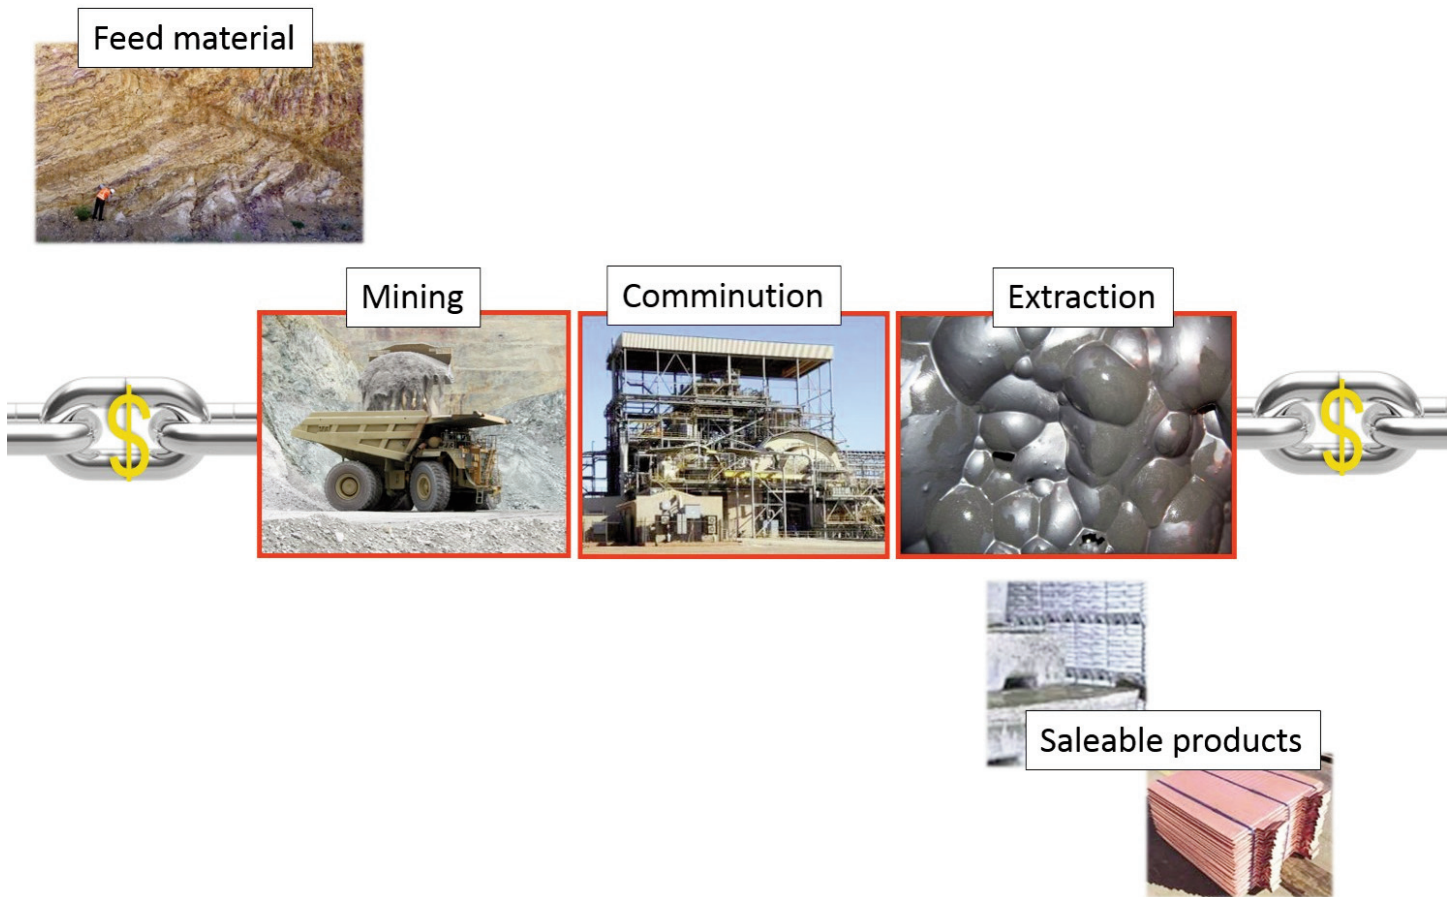 Feed material
Mining
Comminution
Extraction
$
$
Saleable products